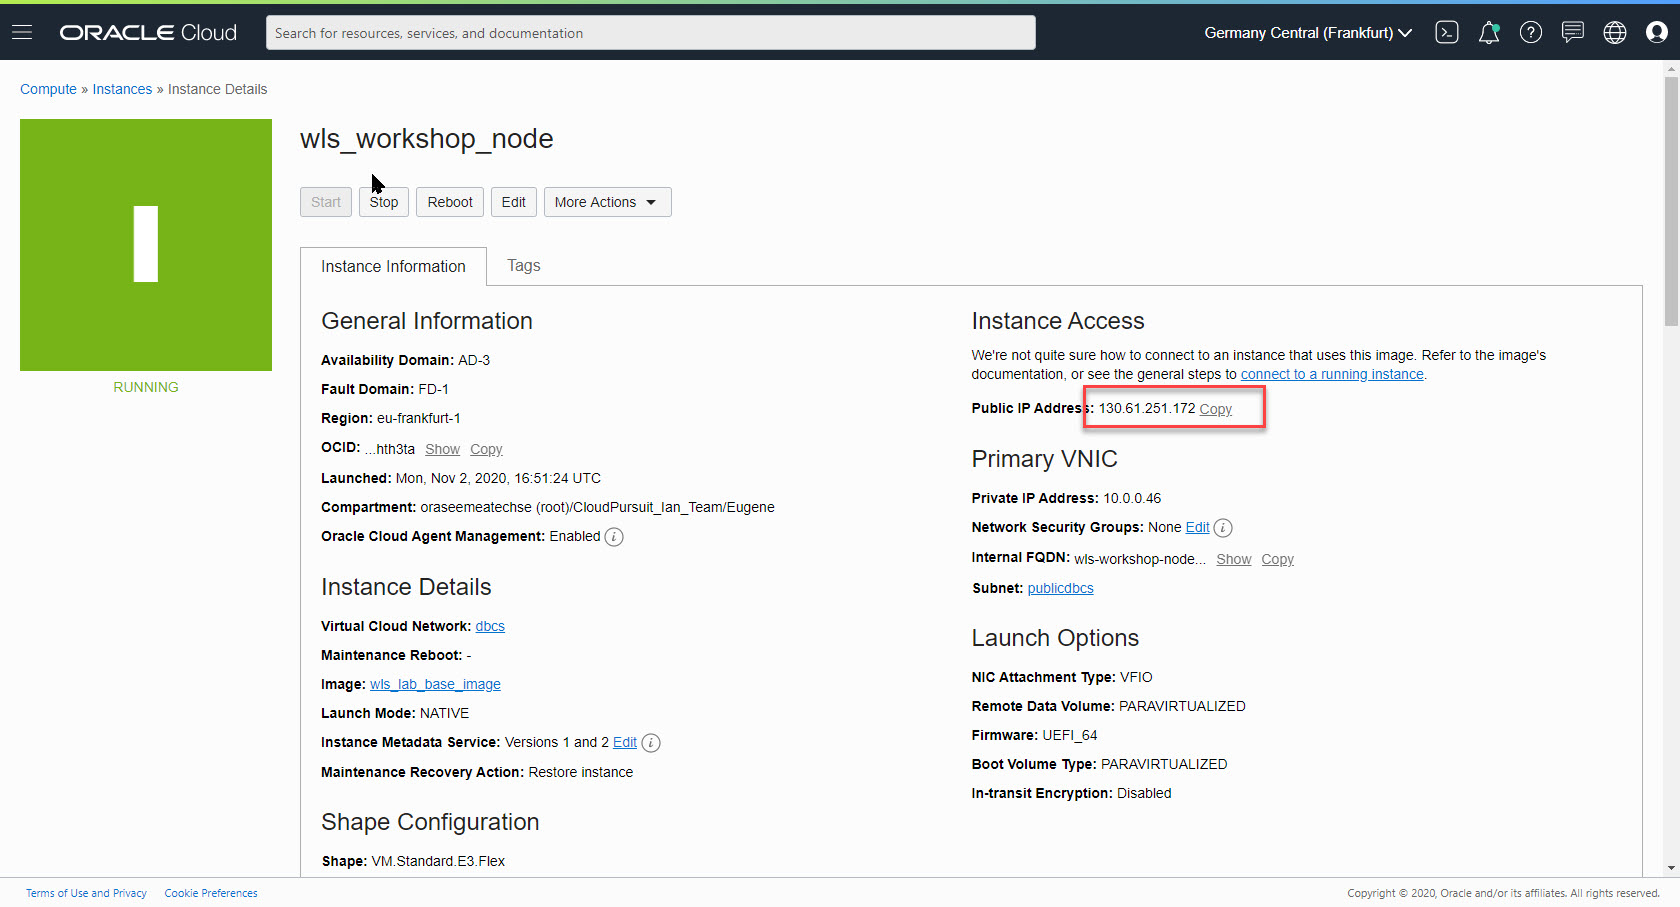 ORACLE Cloud
Search for resources, services, and documentation
Germany Central (Frankfurt)
Compute » Instances » Instance Details
I
RUNNING
wls_workshop_node
Start
Stop
Reboot
Edit
More Actions
Instance Information
Tags
General Information
Availability Domain: AD-3
Fault Domain: FD-1
Region: eu-frankfurt-1
OCID: ...hth3ta Show Copy
Launched: Mon, Nov 2, 2020, 16:51:24 UTC
Compartment: oraseemeatechse (root)/CloudPursuit_Ian_Team/Eugene
Oracle Cloud Agent Management: Enabled i
Instance Details
Virtual Cloud Network: dbcs
Maintenance Reboot: -
Image: wls_lab_base_image
Launch Mode: NATIVE
Instance Metadata Service: Versions 1 and 2 Edit i
Maintenance Recovery Action: Restore instance
Shape Configuration
Shape: VM.Standard.E3.Flex
Instance Access
We're not quite sure how to connect to an instance that uses this image. Refer to the image's
documentation, or see the general steps to connect to a running instance.
Public IP Address: 130.61.251.172 Copy
Primary VNIC
Private IP Address: 10.0.0.46
Network Security Groups: None Edit i
Internal FQDN: wls-workshop-node... Show Copy
Subnet: publicdbcs
Launch Options
NIC Attachment Type: VFIO
Remote Data Volume: PARAVIRTUALIZED
Firmware: UEFI_64
Boot Volume Type: PARAVIRTUALIZED
In-transit Encryption: Disabled
Terms of Use and Privacy
Cookie Preferences
Copyright © 2020, Oracle and/or its affiliates. All rights reserved.